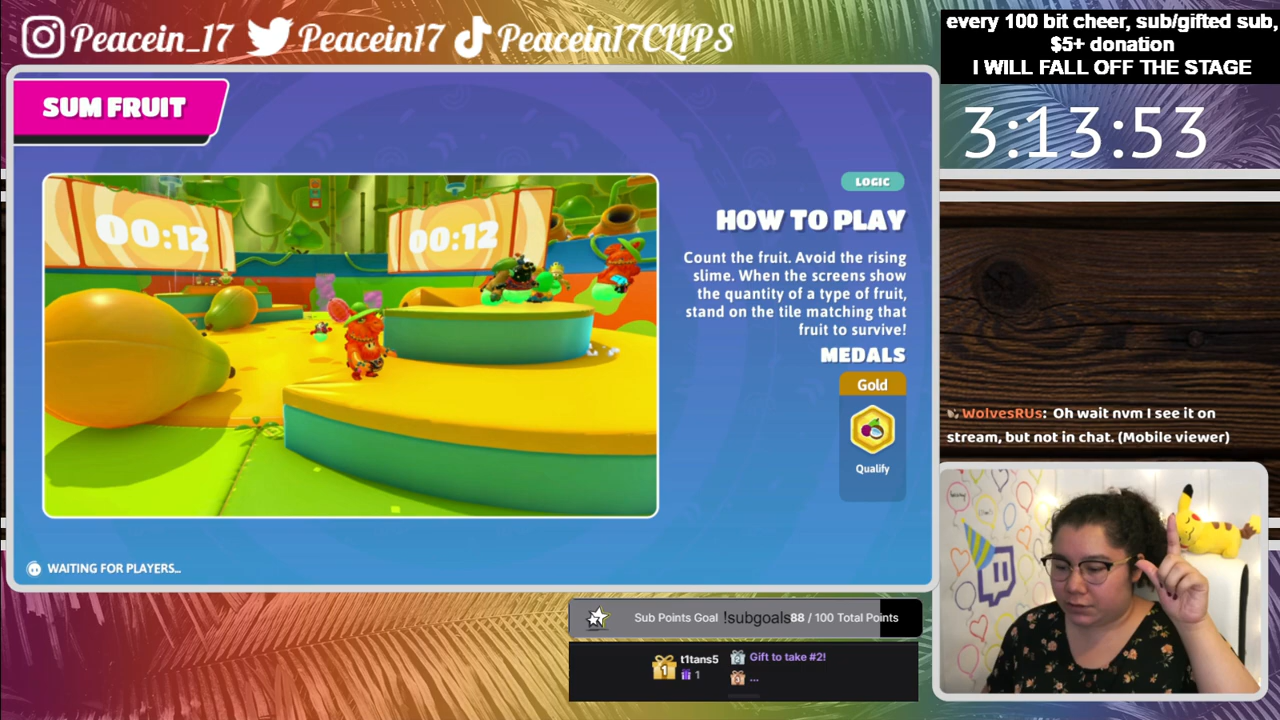 Peacein_17 Peacein17 Peacein17CLIPS
every 100 bit cheer, sub/gifted sub,
$5+ donation
I WILL FALL OFF THE STAGE
3:13:53
SUM FRUIT
00:12
00:12
LOGIC
HOW TO PLAY
Count the fruit. Avoid the rising
slime. When the screens show
the quantity of a type of fruit,
stand on the tile matching that
fruit to survive!
MEDALS
Gold
Qualify
WAITING FOR PLAYERS...
WolvesRUs: Oh wait nvm I see it on
stream, but not in chat. (Mobile viewer)
Sub Points Goal !subgoals 88 / 100 Total Points
1 t1tans5
1
2 Gift to take #2!
3 ...